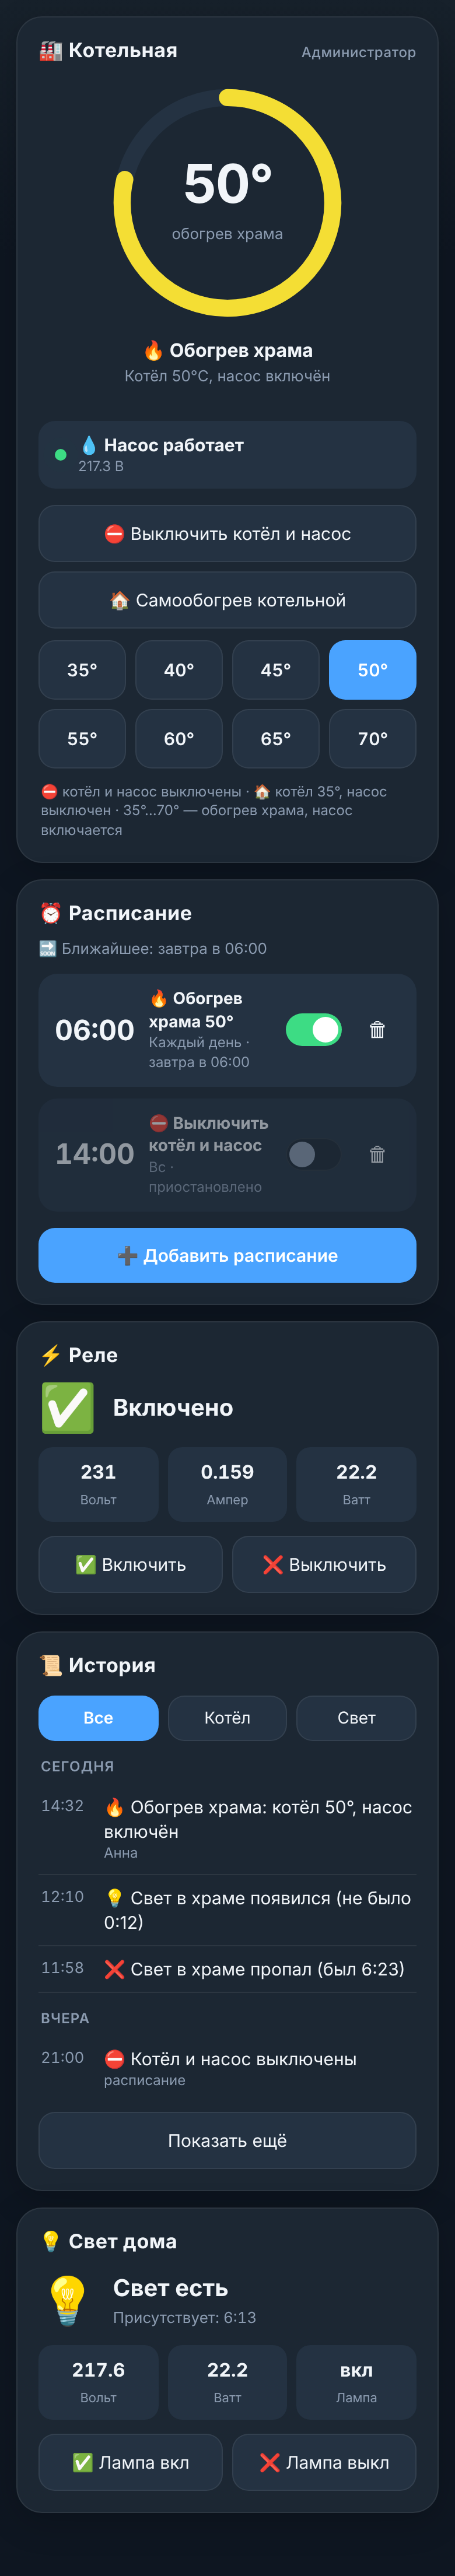 🏭 Котельная
Администратор
50°
обогрев храма
🔥 Обогрев храма
Котёл 50°C, насос включён
💧 Насос работает
217.3 В
⛔ Выключить котёл и насос
🏠 Самообогрев котельной
35° 40° 45° 50°
55° 60° 65° 70°
⛔ котёл и насос выключены · 🏠 котёл 35°, насос
выключен · 35°…70° — обогрев храма, насос
включается
⏰ Расписание
🔜 Ближайшее: завтра в 06:00
06:00
🔥 Обогрев
храма 50°
Каждый день ·
завтра в 06:00
14:00
⛔ Выключить
котёл и насос
Вс ·
приостановлено
➕ Добавить расписание
⚡ Реле
✅ Включено
231 0.159 22.2
Вольт Ампер Ватт
✅ Включить ❌ Выключить
📜 История
Все Котёл Свет
СЕГОДНЯ
14:32 🔥 Обогрев храма: котёл 50°, насос
включён
Анна
12:10 💡 Свет в храме появился (не было
0:12)
11:58 ❌ Свет в храме пропал (был 6:23)
ВЧЕРА
21:00 ⛔ Котёл и насос выключены
расписание
Показать ещё
💡 Свет дома
💡 Свет есть
Присутствует: 6:13
217.6 22.2 вкл
Вольт Ватт Лампа
✅ Лампа вкл ❌ Лампа выкл